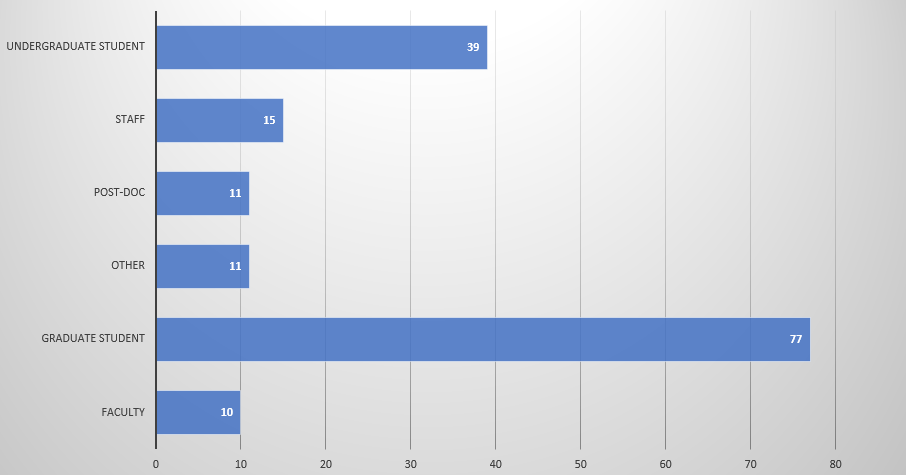 UNDERGRADUATE STUDENT 39
STAFF 15
POST-DOC 11
OTHER 11
GRADUATE STUDENT 77
FACULTY 10
0 10 20 30 40 50 60 70 80